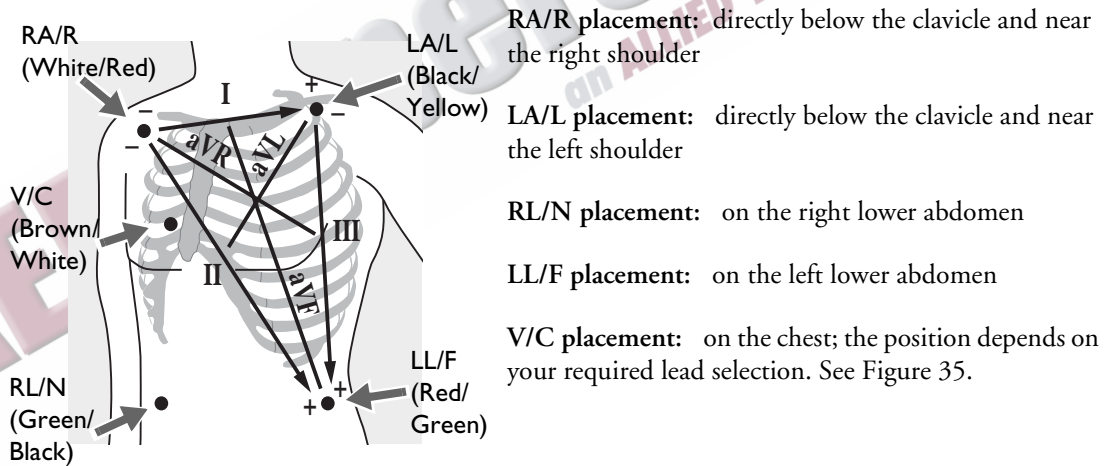 RA/R
(White/Red)
LA/L
(Black/
Yellow)
I
aVR
aVL
V/C
(Brown/
White)
III
II
aVF
RL/N
(Green/
Black)
LL/F
(Red/
Green)
+
−
−
−
+
+
RA/R placement: directly below the clavicle and near
the right shoulder
LA/L placement: directly below the clavicle and near
the left shoulder
RL/N placement: on the right lower abdomen
LL/F placement: on the left lower abdomen
V/C placement: on the chest; the position depends on
your required lead selection. See Figure 35.
an ALLIED